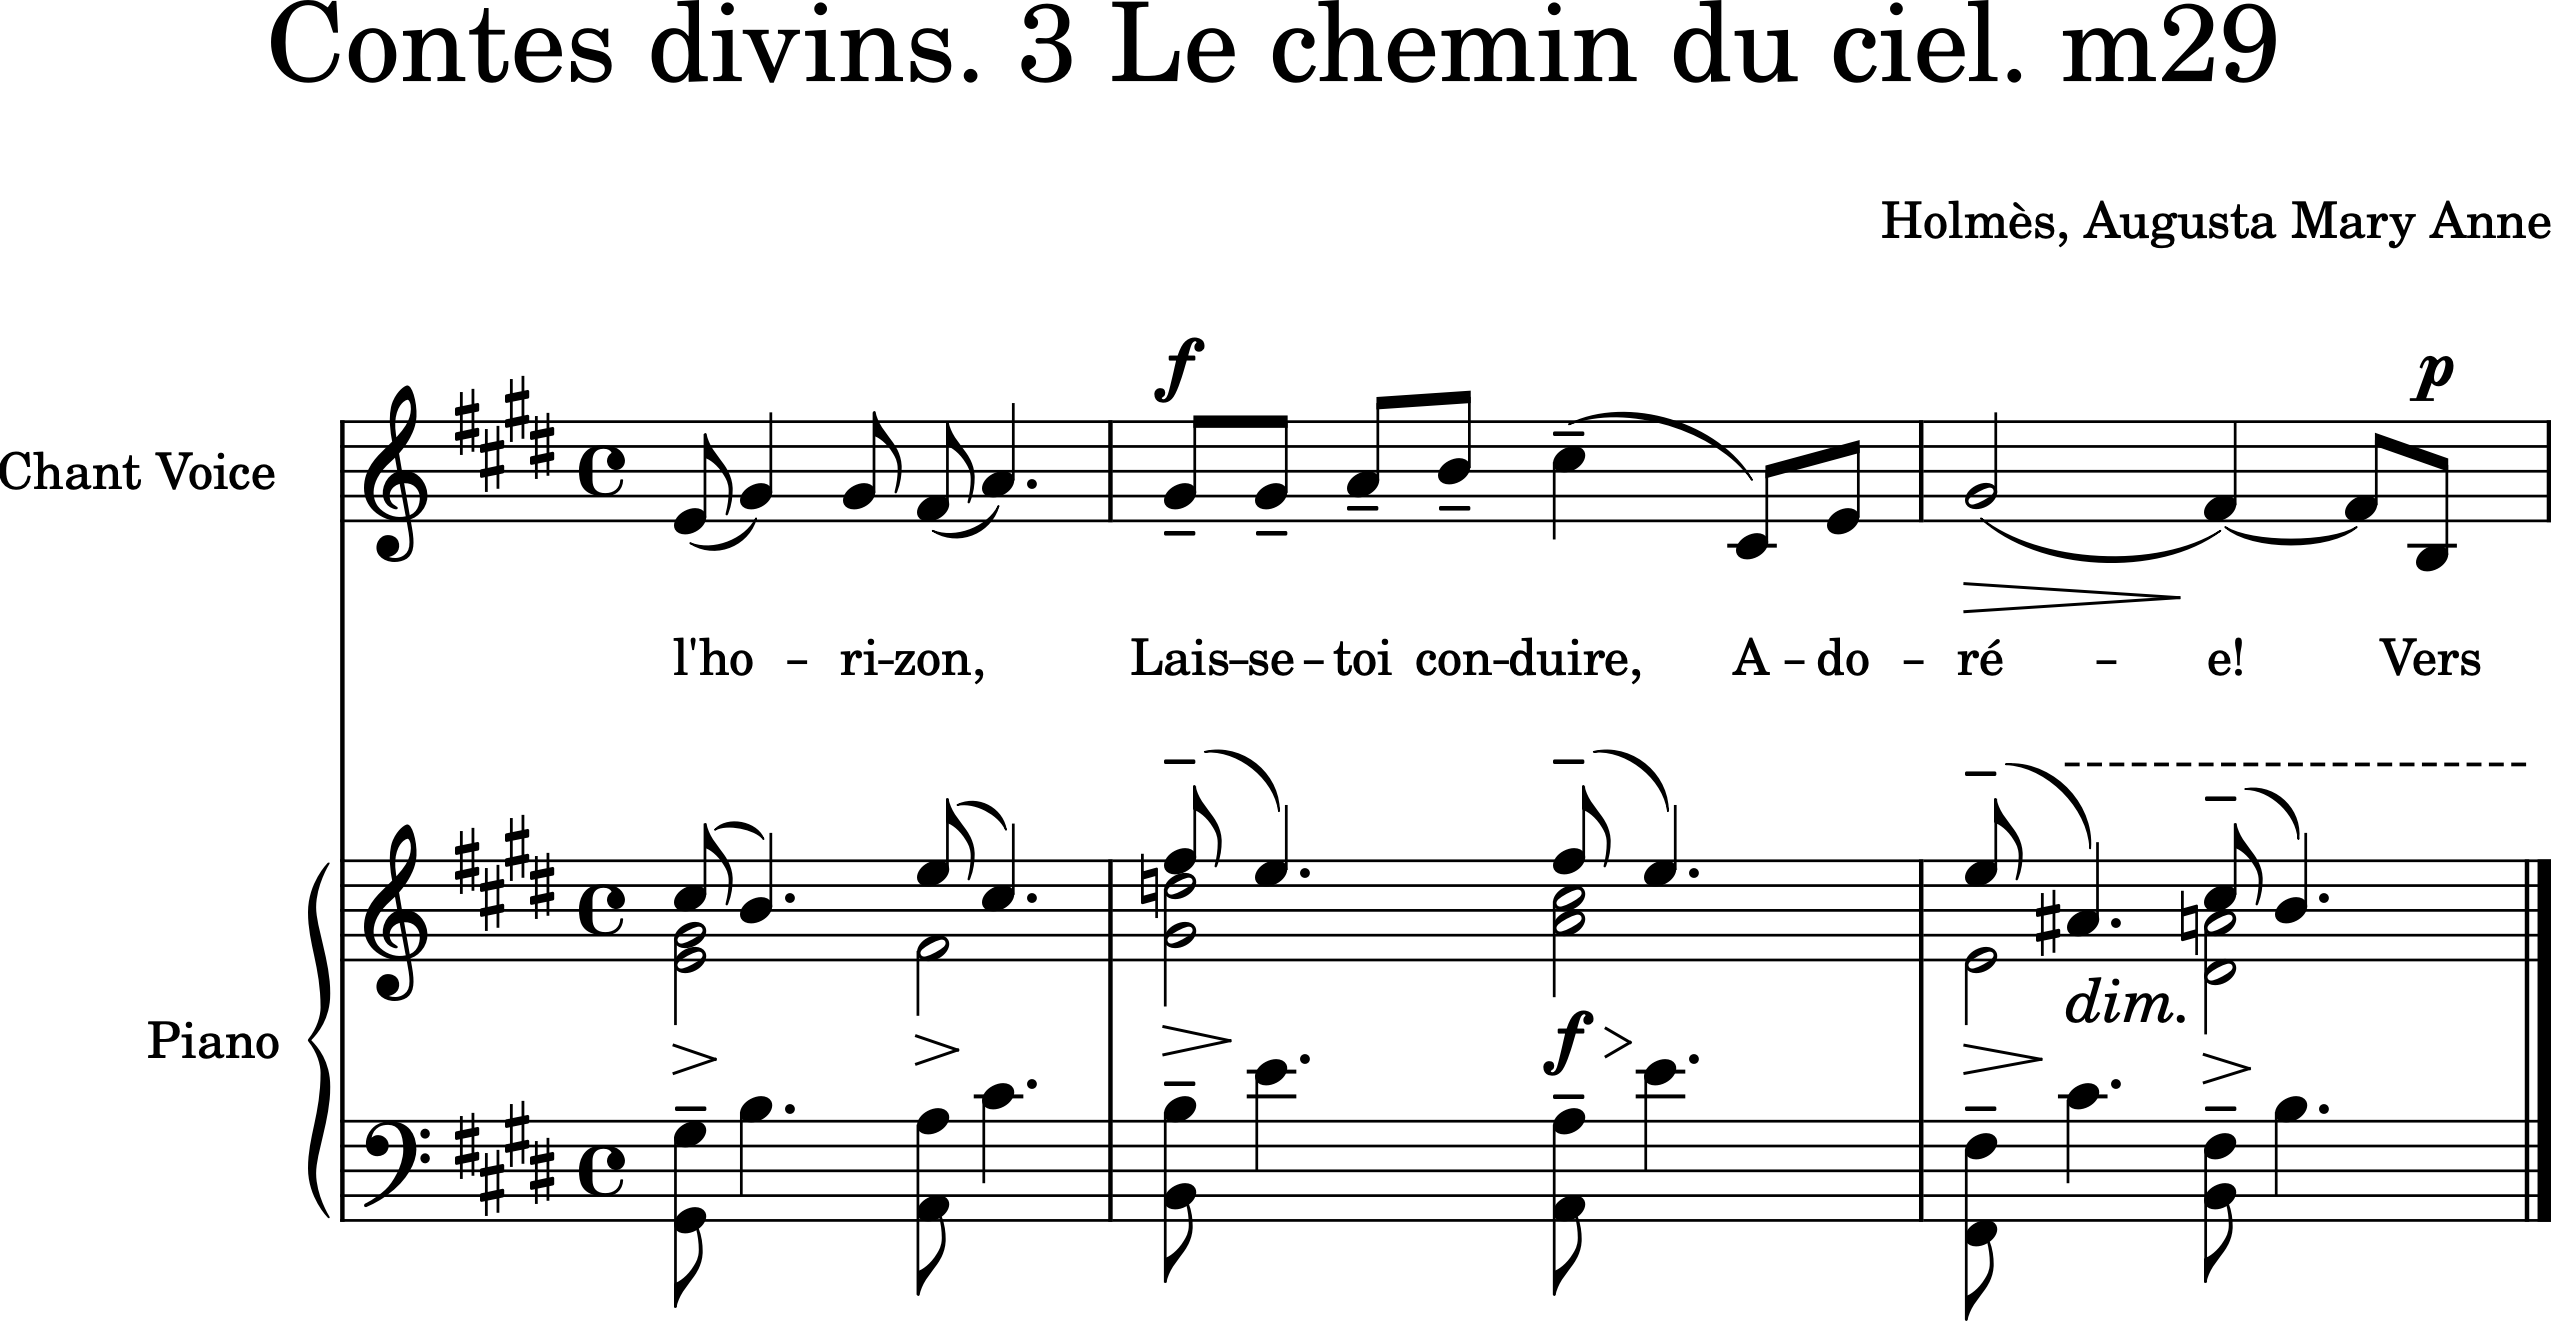 Contes divins. 3 Le chemin du ciel. m29
Holmès, Augusta Mary Anne
f p
Chant Voice
l'ho – ri–zon, Lais–se–toi con–duire, A–do – ré – e! Vers
Piano
dim.
f